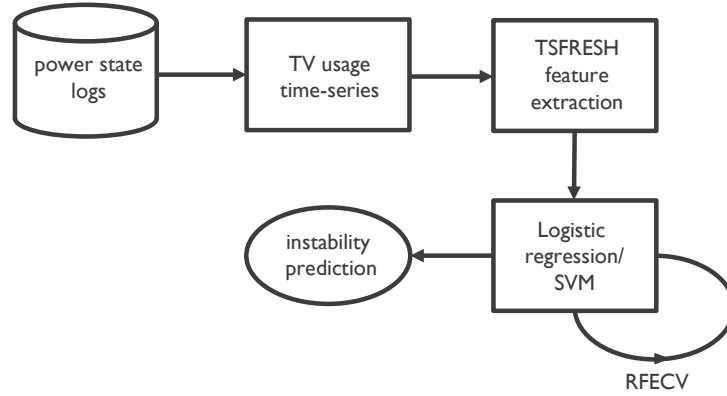 power state
logs
TV usage
time-series
TSFRESH
feature
extraction
instability
prediction
Logistic
regression/
SVM
RFECV